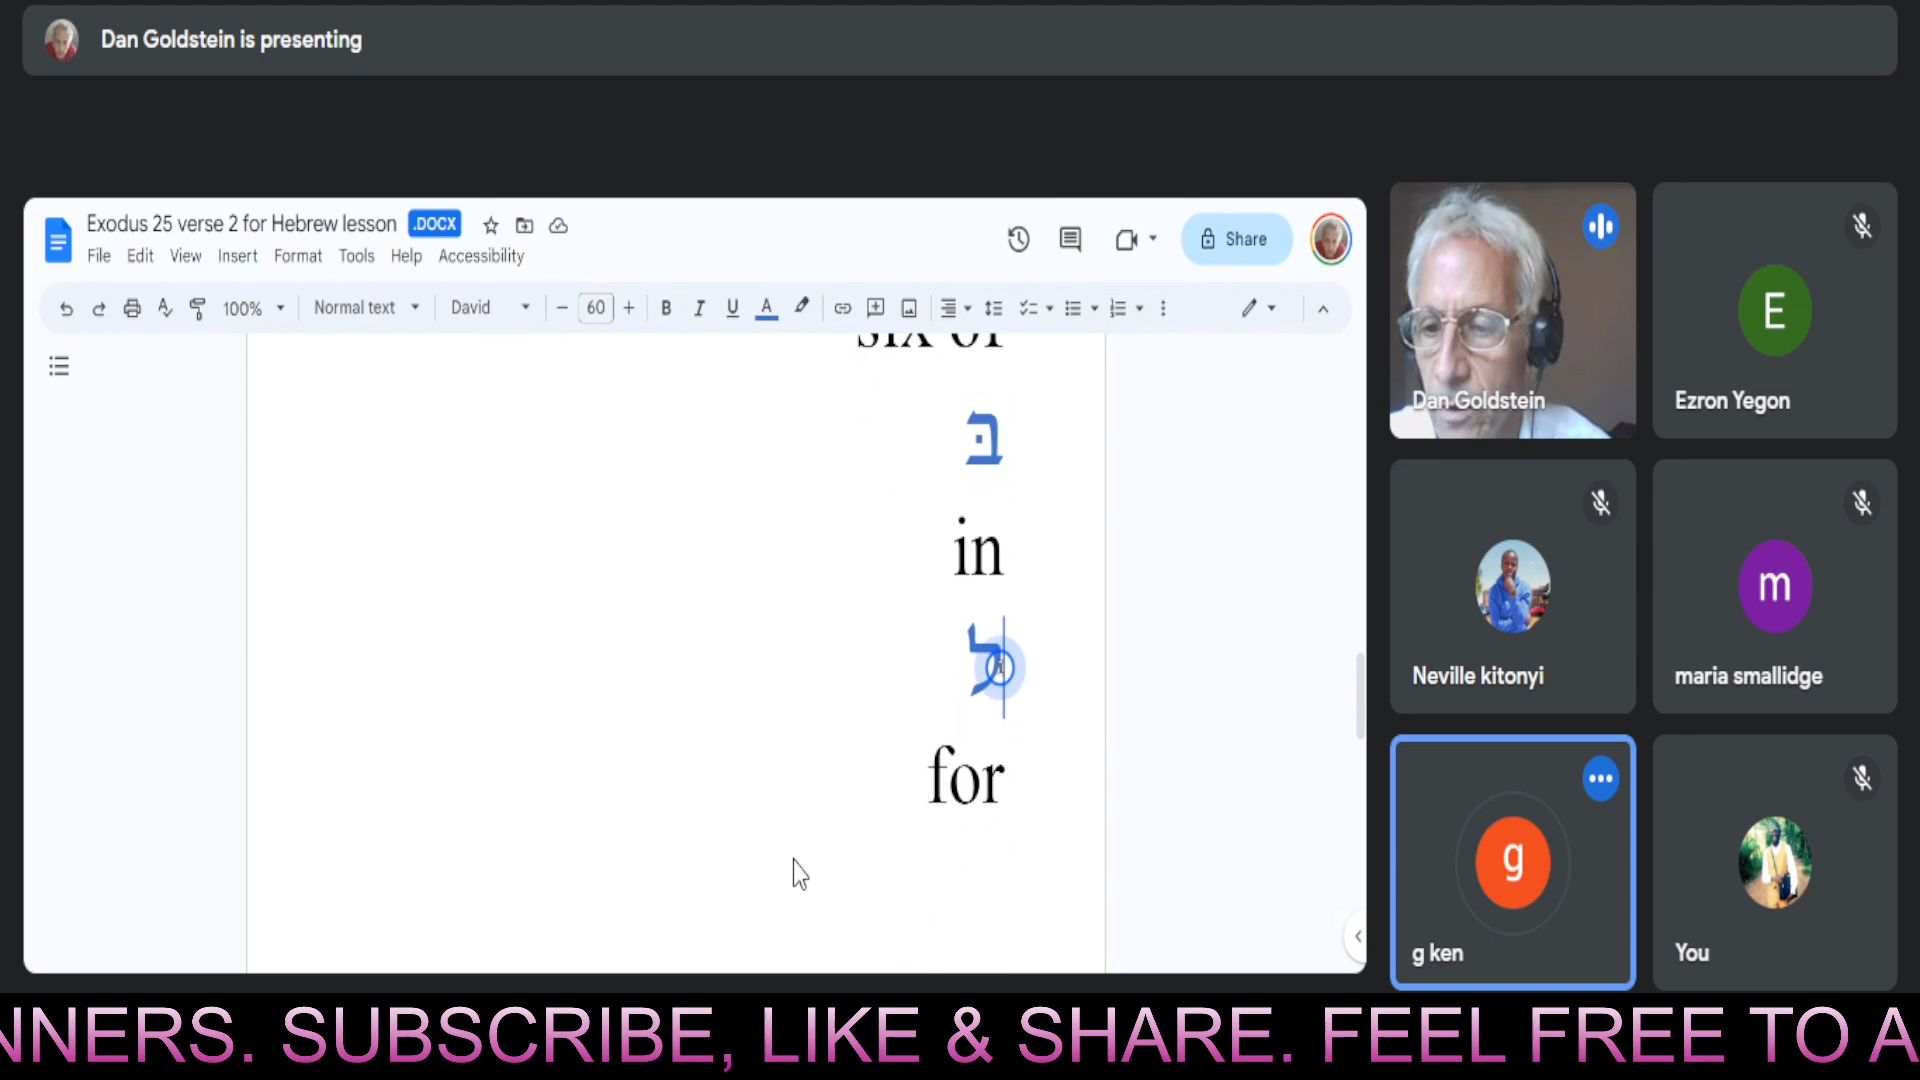 Dan Goldstein is presenting
Exodus 25 verse 2 for Hebrew lesson .DOCX
File Edit View Insert Format Tools Help Accessibility
Share
100% Normal text David 60 B I U A
six of
בּ
in
ל
for
Dan Goldstein
E
Ezron Yegon
Neville kitonyi
m
maria smallidge
g
g ken
You
NNERS. SUBSCRIBE, LIKE & SHARE. FEEL FREE TO A